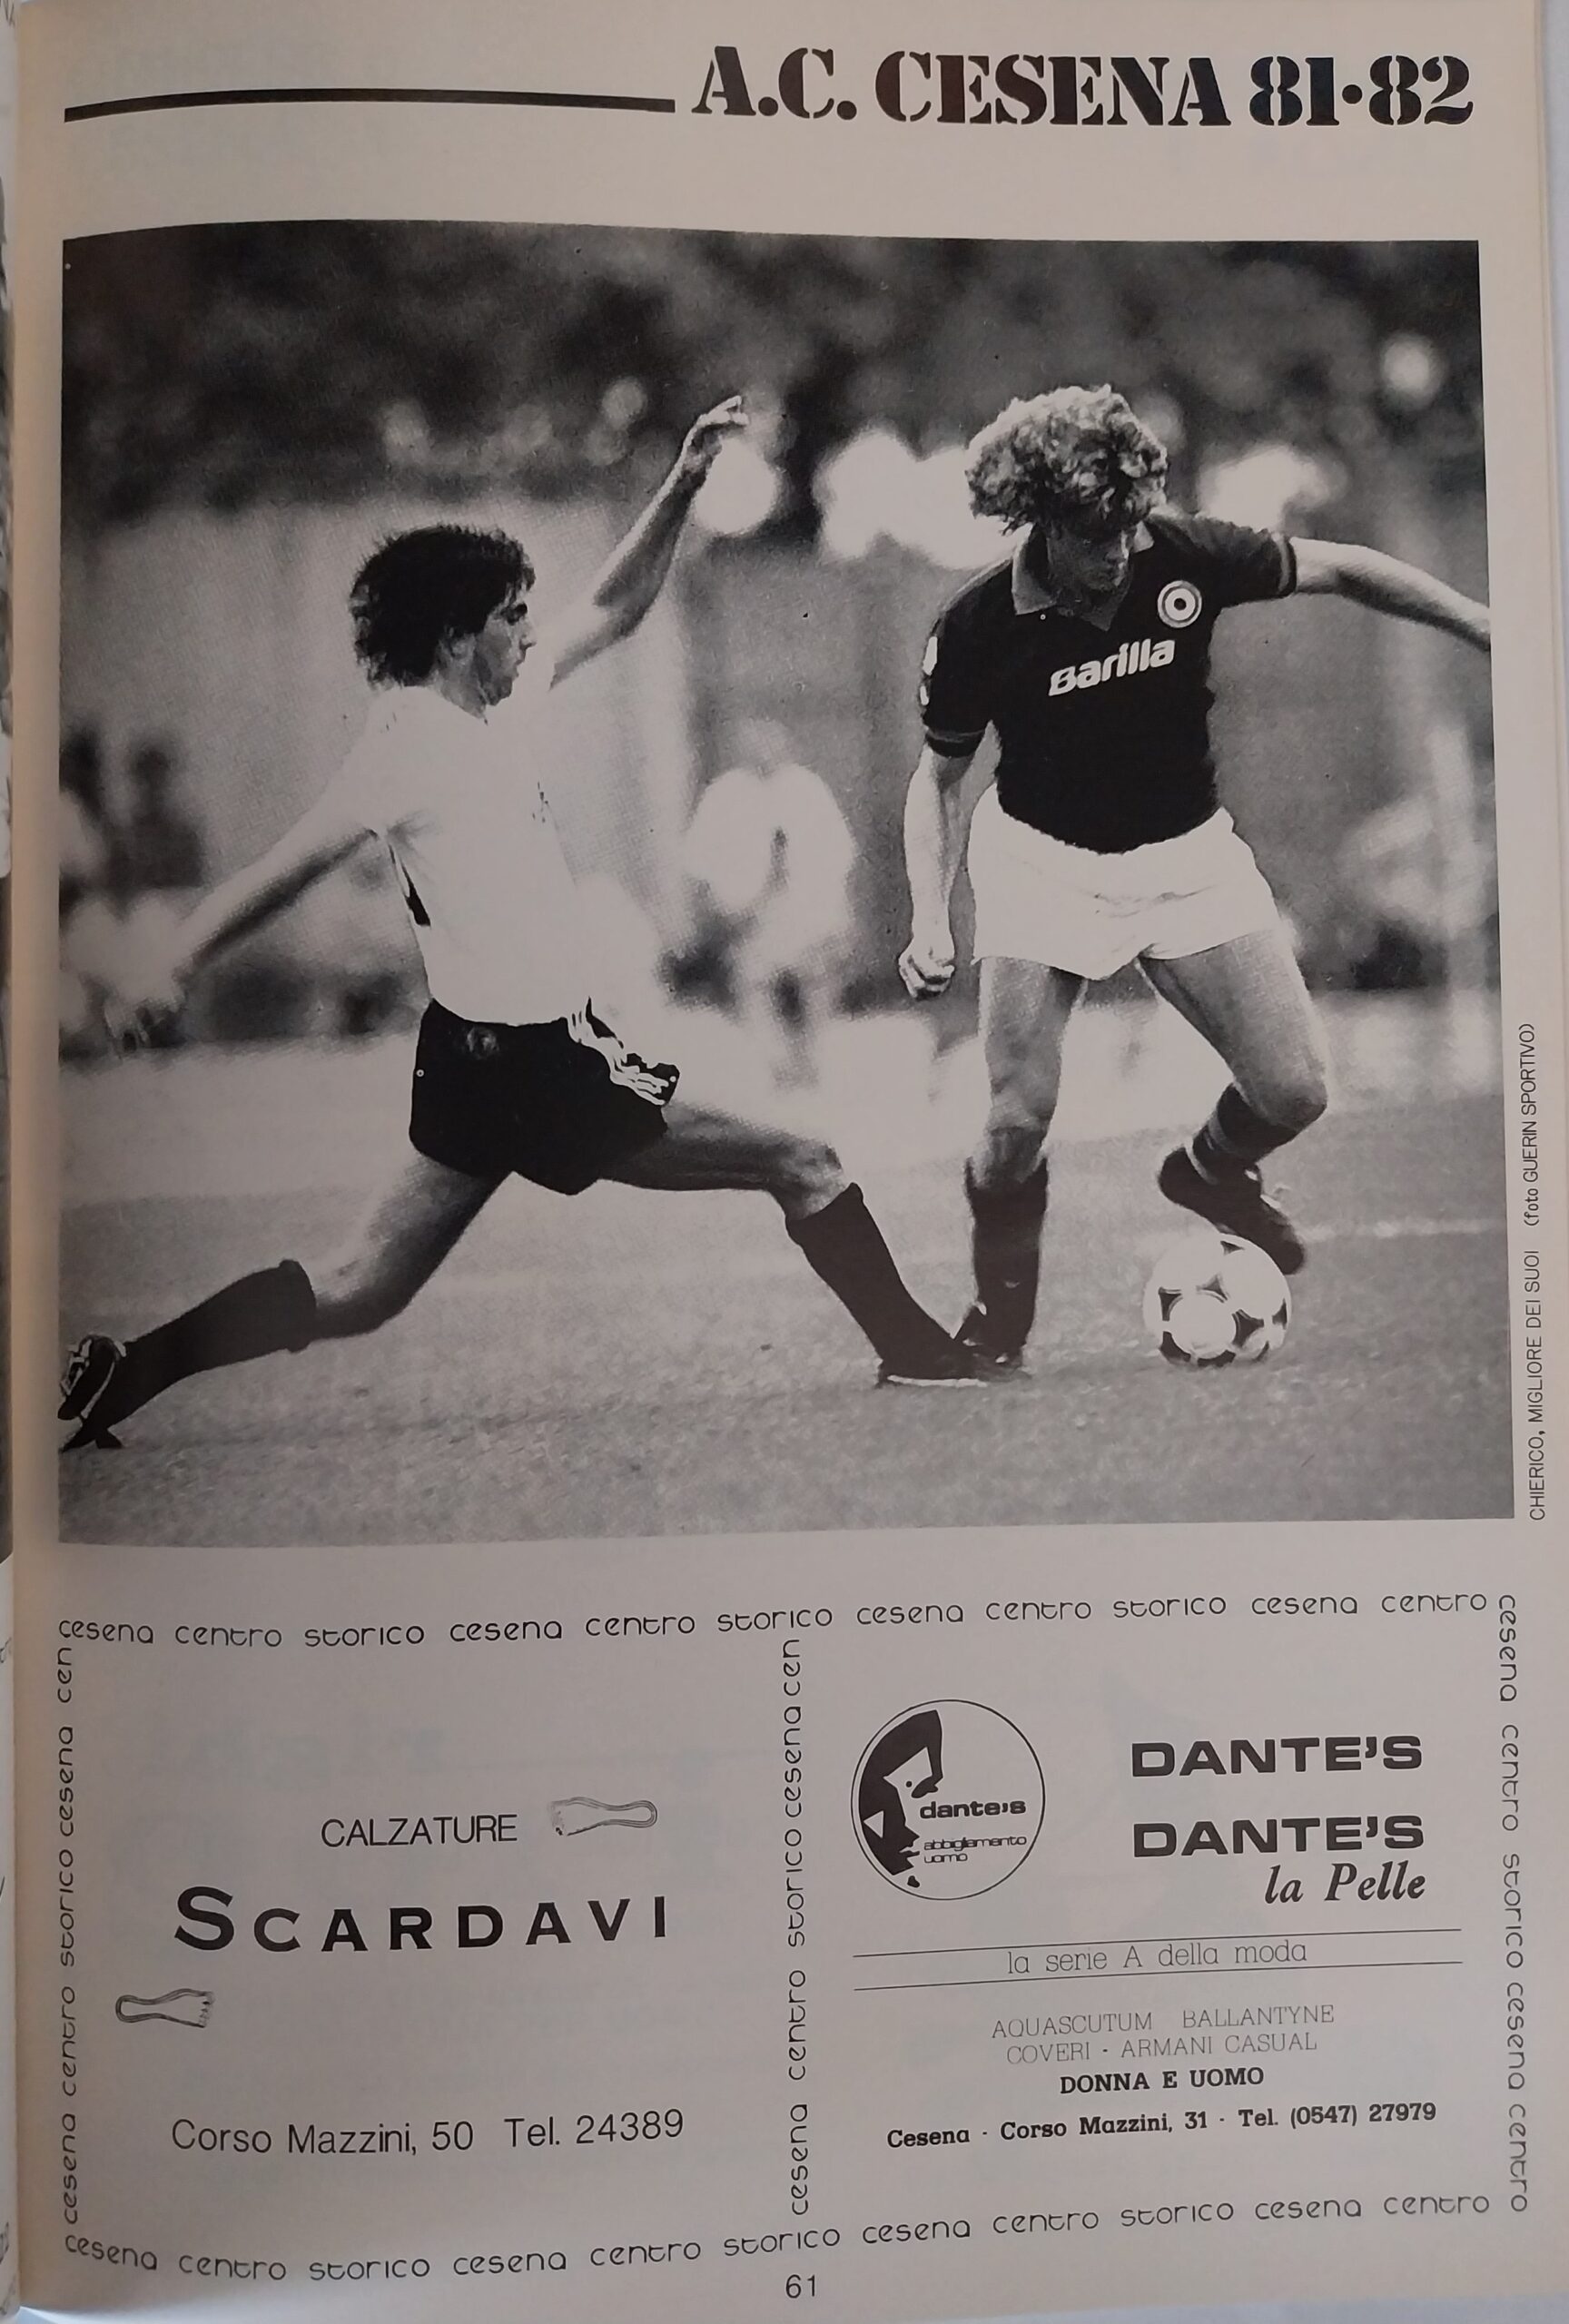 A.C. CESENA 81·82
Barilla
CHIERICO, MIGLIORE DEI SUOI (foto GUERIN SPORTIVO)
cesena centro storico cesena centro storico cesena centro storico cesena centro
cesena centro storico cesena cen
CALZATURE
SCARDAVI
Corso Mazzini, 50 Tel. 24389
cesena centro storico cesena cen
dante's
abbigliamento
uomo
DANTE'S
DANTE'S
la Pelle
la serie A della moda
AQUASCUTUM BALLANTYNE
COVERI - ARMANI CASUAL
DONNA E UOMO
Cesena - Corso Mazzini, 31 - Tel. (0547) 27979
cesena centro storico cesena centro
cesena centro storico cesena centro storico cesena centro storico cesena centro
61